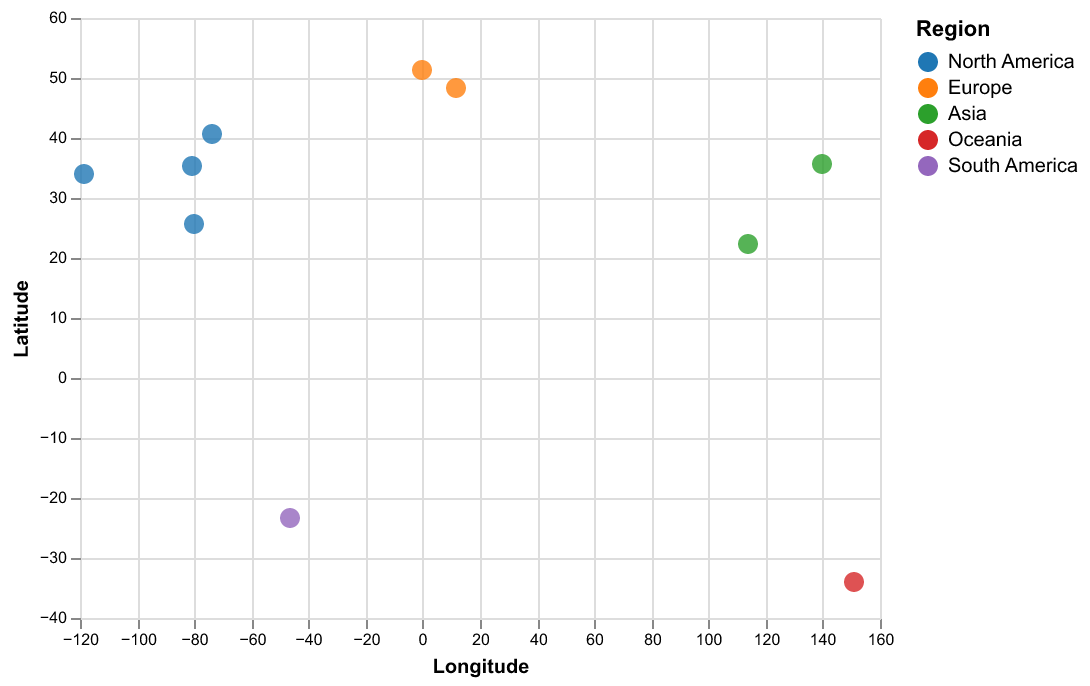 60
50
40
30
20
10
0
−10
−20
−30
−40
−120 −100 −80 −60 −40 −20 0 20 40 60 80 100 120 140 160
Latitude
Longitude
Region
North America
Europe
Asia
Oceania
South America